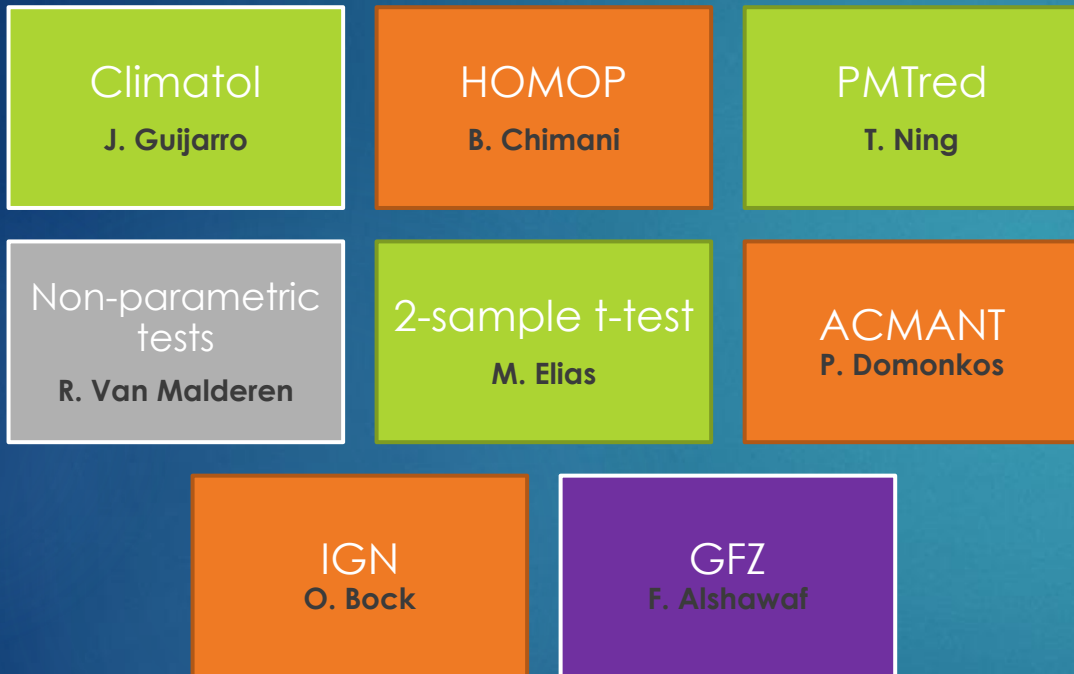 Climatol
J. Guijarro
HOMOP
B. Chimani
PMTred
T. Ning
Non-parametric
tests
R. Van Malderen
2-sample t-test
M. Elias
ACMANT
P. Domonkos
IGN
O. Bock
GFZ
F. Alshawaf